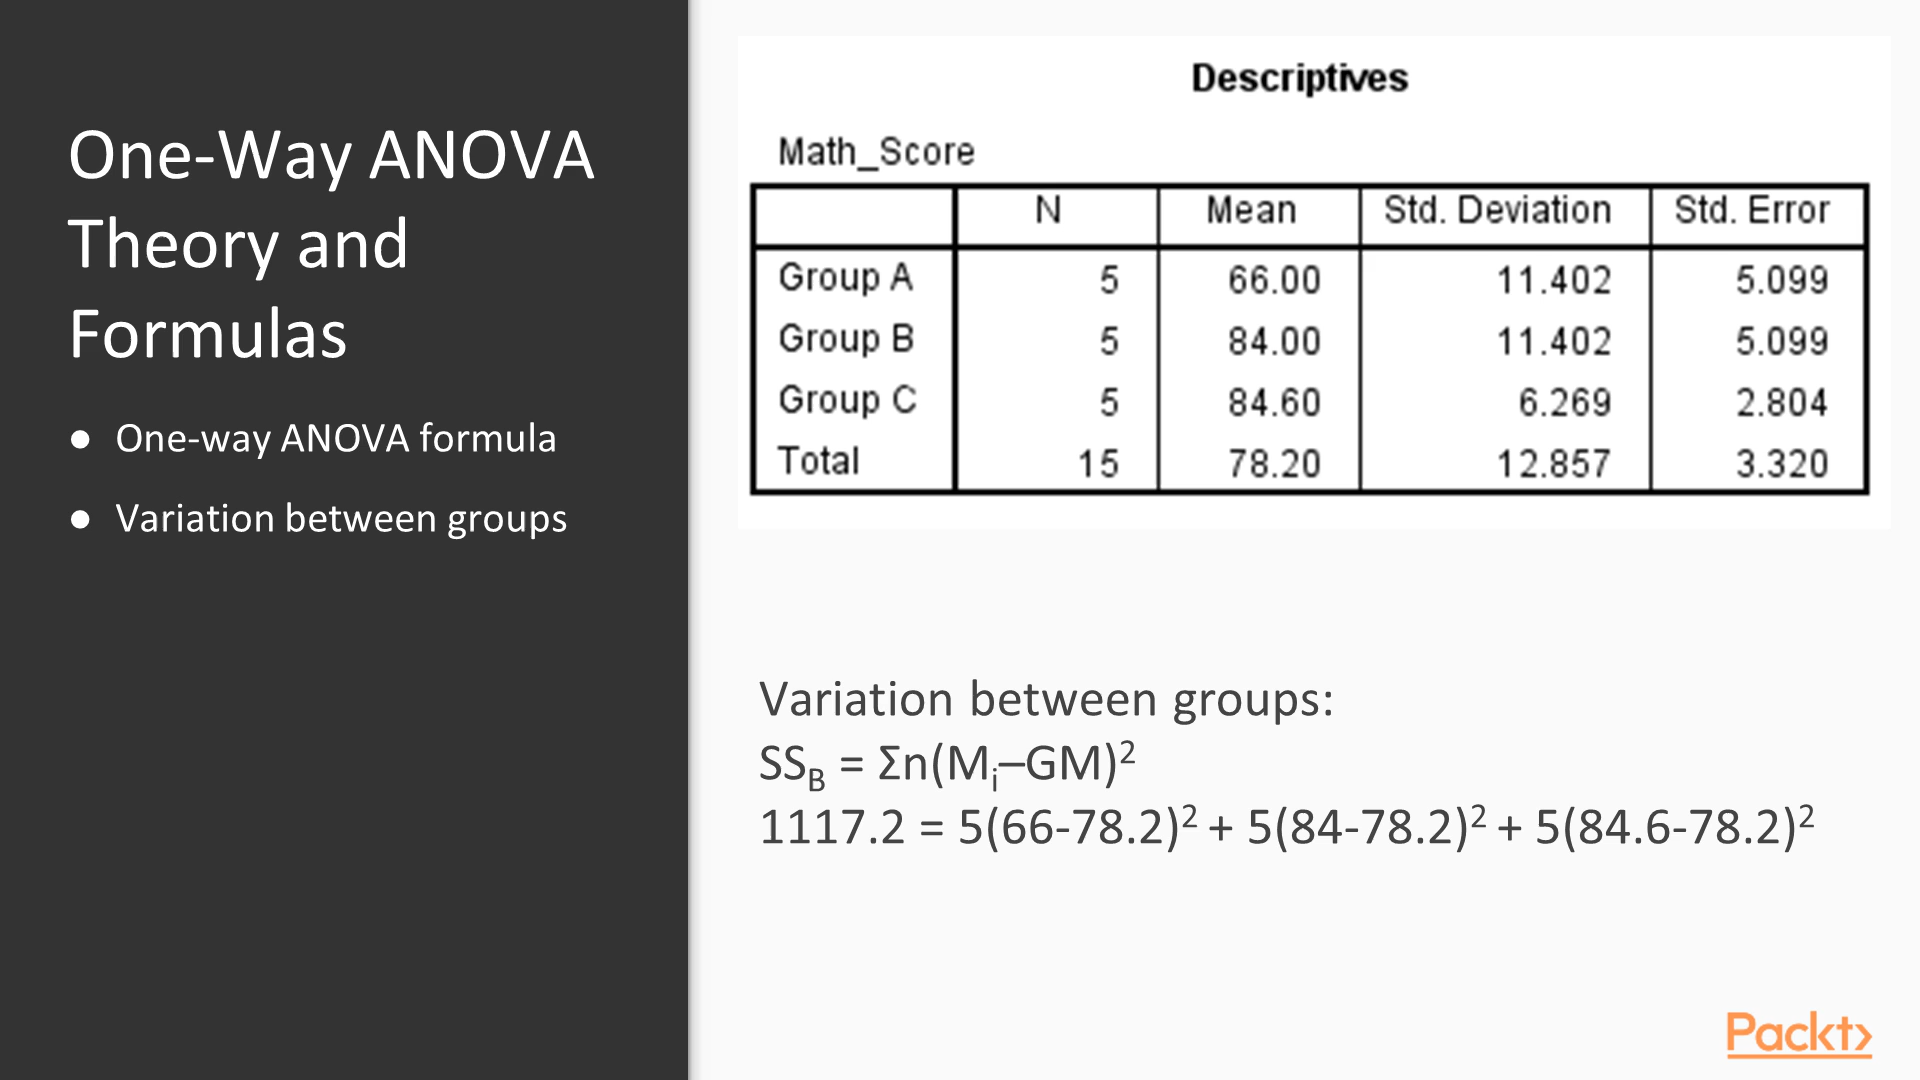 One-Way ANOVA
Theory and
Formulas
● One-way ANOVA formula
● Variation between groups
Descriptives
Math_Score
N Mean Std. Deviation Std. Error
Group A 5 66.00 11.402 5.099
Group B 5 84.00 11.402 5.099
Group C 5 84.60 6.269 2.804
Total 15 78.20 12.857 3.320
Variation between groups:
SS_B = Σn(M_i–GM)²
1117.2 = 5(66-78.2)² + 5(84-78.2)² + 5(84.6-78.2)²
Packt>